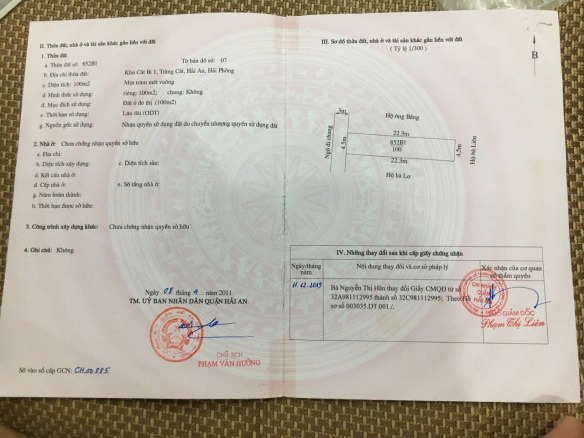 II. Thửa đất, nhà ở và tài sản khác gắn liền với đất
1. Thửa đất
a. Thửa đất số: 852B1
Tờ bản đồ số: 07
b. Địa chỉ thửa đất:
Khu Cát Bi 1, Tràng Cát, Hải An, Hải Phòng
c. Diện tích: 100m2
Một trăm mét vuông
d. Hình thức sử dụng:
riêng: 100m2; chung: Không
đ. Mục đích sử dụng:
Đất ở đô thị (100m2)
e. Thời hạn sử dụng:
Lâu dài (ODT)
g. Nguồn gốc sử dụng:
Nhận quyền sử dụng đất do chuyển nhượng quyền sử dụng đất
2. Nhà ở: Chưa chứng nhận quyền sở hữu
a. Địa chỉ:
b. Diện tích xây dựng:
c. Diện tích sàn:
d. Kết cấu nhà ở:
đ. Cấp nhà ở:
e. Số tầng nhà ở:
g. Năm hoàn thành:
h. Thời hạn được sở hữu:
3. Công trình xây dựng khác: Chưa chứng nhận quyền sở hữu
4. Ghi chú: Không
Ngày 08 tháng 4 năm 2011
TM. UỶ BAN NHÂN DÂN QUẬN HẢI AN
CHỦ TỊCH
PHẠM VĂN HƯỜNG
Số vào sổ cấp GCN: CH.00.885
III. Sơ đồ thửa đất, nhà ở và tài sản khác gắn liền với đất
( Tỷ lệ 1/300 )
B
3m
Hộ ông Bằng
22.3m
Ngõ đi chung
4.5m
852B1
100
4.5m
Hộ bà Liên
22.3m
Hộ bà Lơ
IV. Những thay đổi sau khi cấp giấy chứng nhận
Ngày/tháng năm
Nội dung thay đổi và cơ sở pháp lý
Xác nhận của cơ quan có thẩm quyền
11.12.2015
Bà Nguyễn Thị Hân thay đổi Giấy CMQĐ từ số
32A981112995 thành số 32C981112995; Theo Hồ
sơ số 003035.DT.001./.
GIÁM ĐỐC
Phạm Thị Liên